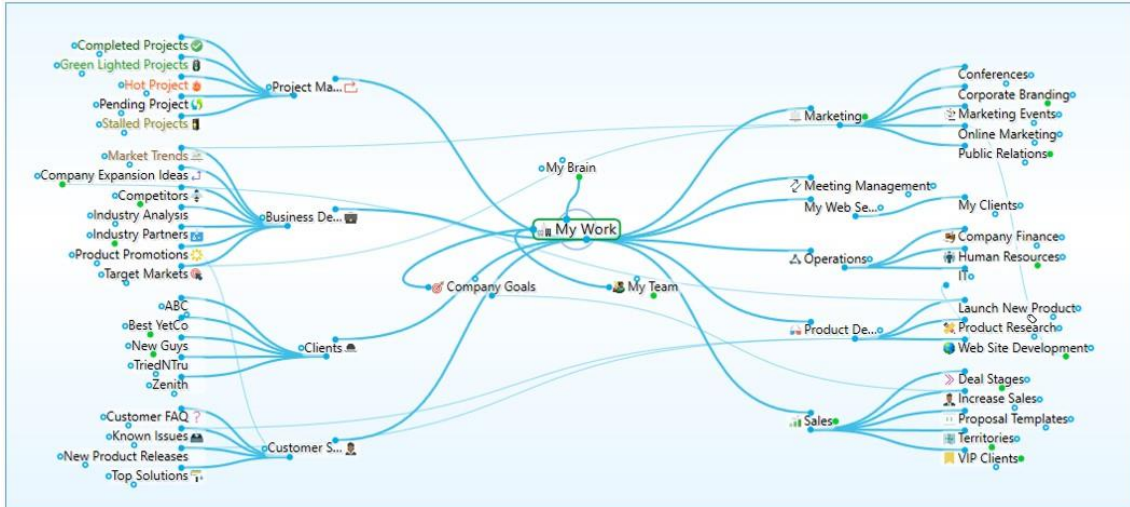 Completed Projects
Green Lighted Projects
Hot Project
Pending Project
Stalled Projects
Project Ma...
Market Trends
Company Expansion Ideas
Competitors
Industry Analysis
Industry Partners
Product Promotions
Target Markets
Business De...
ABC
Best YetCo
New Guys
TriedNTru
Zenith
Clients
Customer FAQ
Known Issues
New Product Releases
Top Solutions
Customer S...
My Brain
My Work
Company Goals
My Team
Marketing
Conferences
Corporate Branding
Marketing Events
Online Marketing
Public Relations
Meeting Management
My Web Se...
My Clients
Operations
Company Finance
Human Resources
IT
Product De...
Launch New Product
Product Research
Web Site Development
Sales
Deal Stages
Increase Sales
Proposal Templates
Territories
VIP Clients